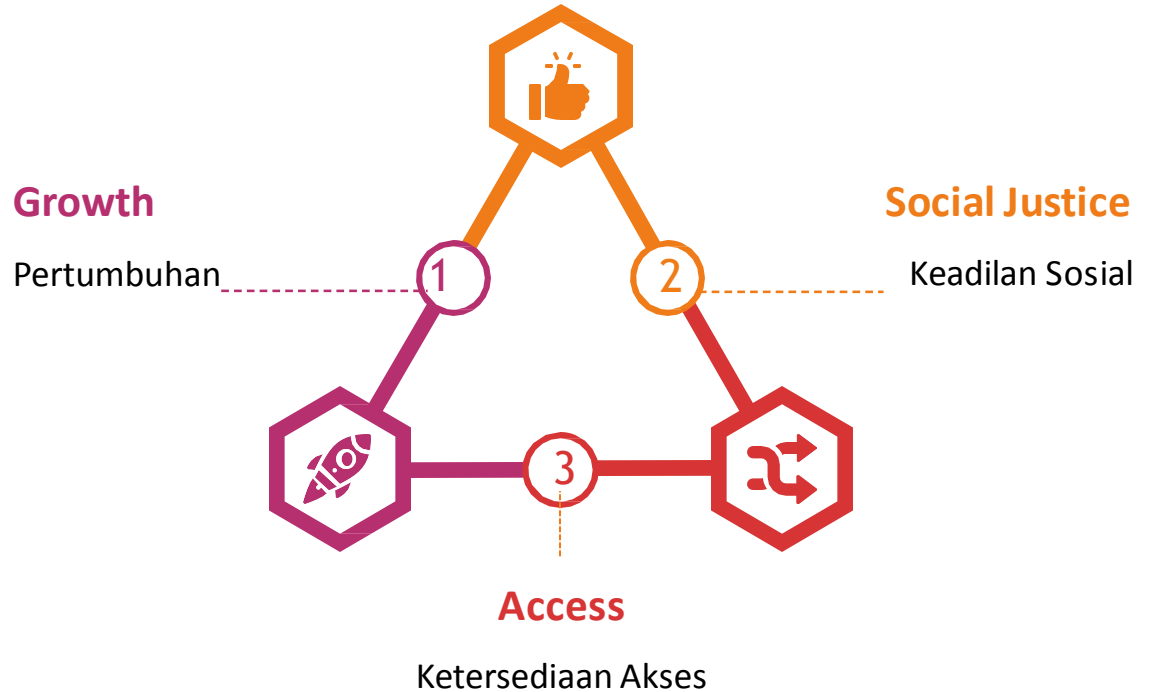 Growth
Pertumbuhan
1
2
Social Justice
Keadilan Sosial
3
Access
Ketersediaan Akses